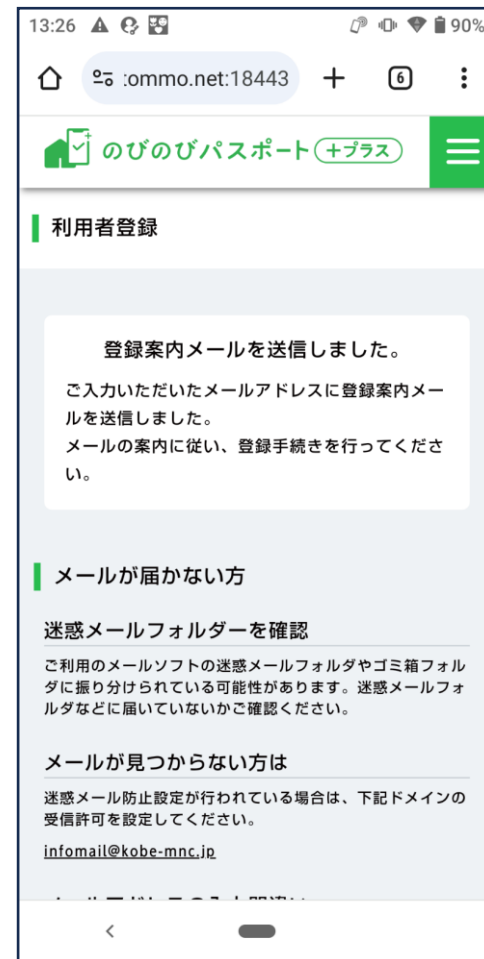 13:26 90%
:ommo.net:18443 6
のびのびパスポート +プラス
利用者登録
登録案内メールを送信しました。
ご入力いただいたメールアドレスに登録案内メー
ルを送信しました。
メールの案内に従い、登録手続きを行ってくださ
い。
メールが届かない方
迷惑メールフォルダーを確認
ご利用のメールソフトの迷惑メールフォルダやゴミ箱フォル
ダに振り分けられている可能性があります。迷惑メールフォ
ルダなどに届いていないかご確認ください。
メールが見つからない方は
迷惑メール防止設定が行われている場合は、下記ドメインの
受信許可を設定してください。
infomail@kobe-mnc.jp